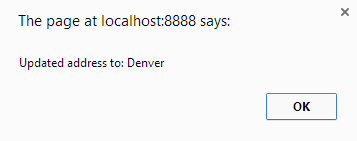 The page at localhost:8888 says:
Updated address to: Denver
OK